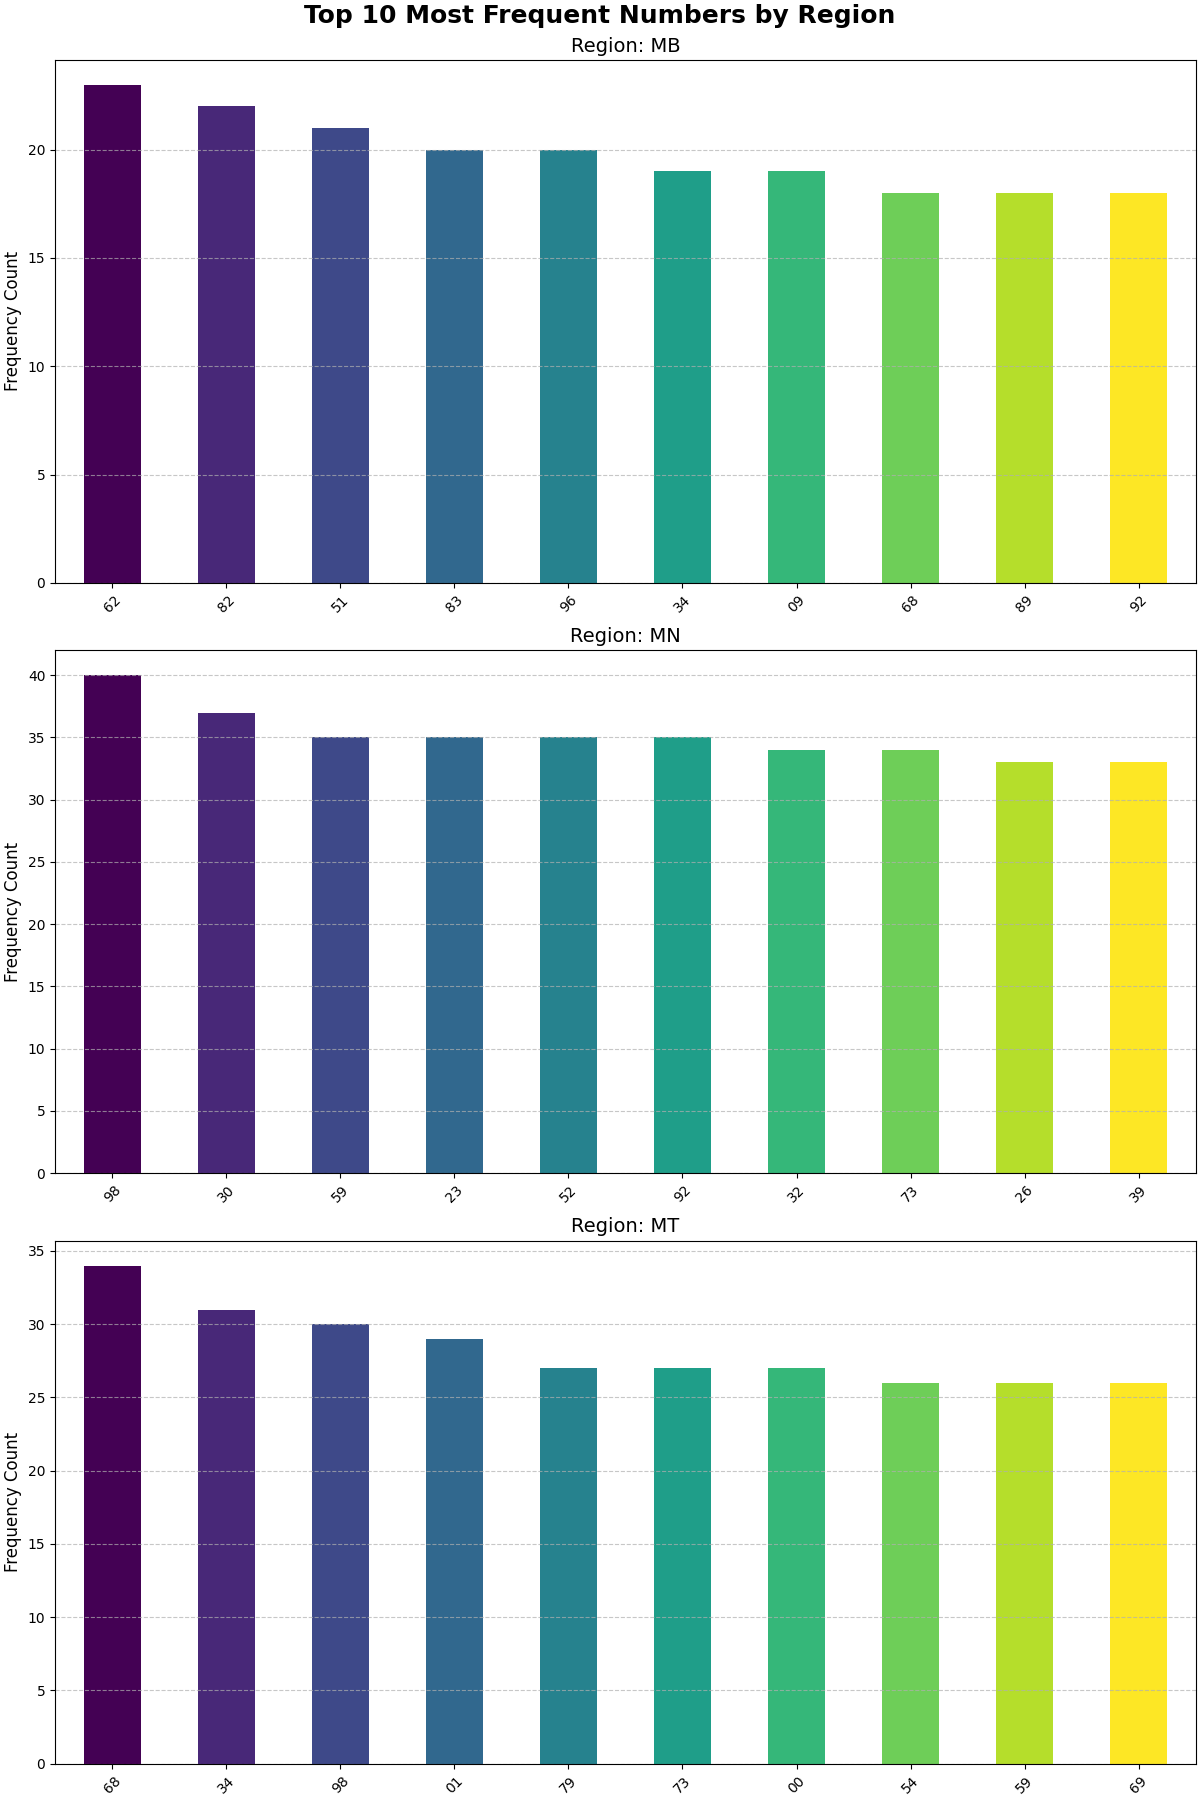 Top 10 Most Frequent Numbers by Region
Region: MB
Frequency Count
20
15
10
5
0
62 82 51 83 96 34 09 68 89 92
Region: MN
Frequency Count
40
35
30
25
20
15
10
5
0
98 30 59 23 52 92 32 73 26 39
Region: MT
Frequency Count
35
30
25
20
15
10
5
0
68 34 98 01 79 73 00 54 59 69